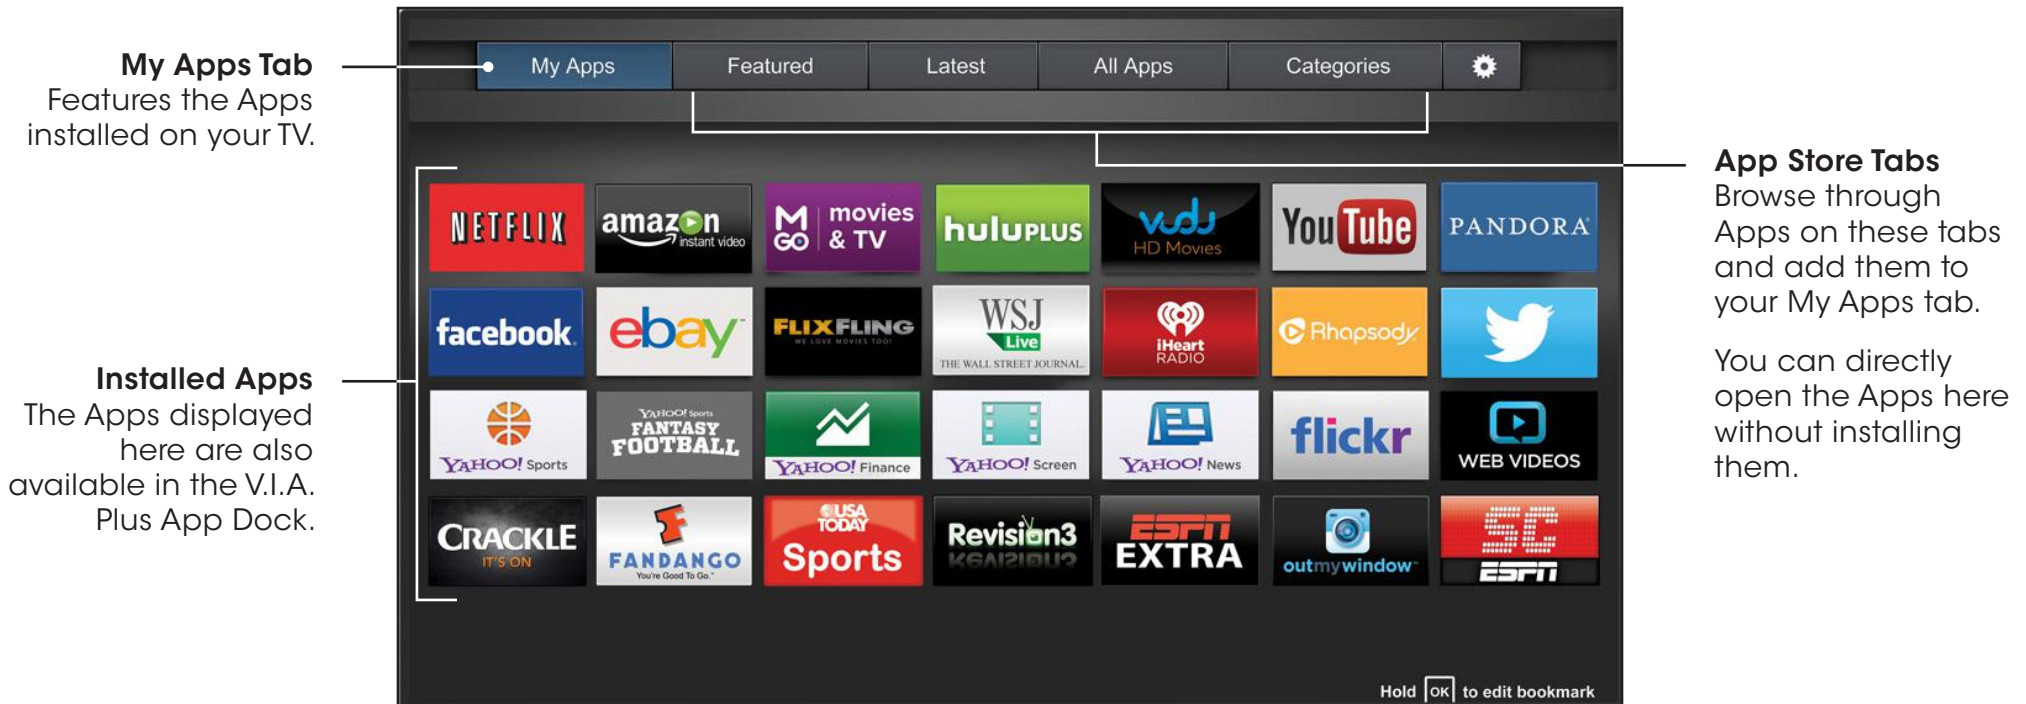 My Apps Tab
Features the Apps
installed on your TV.
Installed Apps
The Apps displayed
here are also
available in the V.I.A.
Plus App Dock.
My Apps
Featured
Latest
All Apps
Categories
NETFLIX
amazon
instant video
M
GO
movies
& TV
huluPLUS
vudu
HD Movies
YouTube
PANDORA
facebook
ebay
FLIXFLING
WE LOVE MOVIES TOO!
WSJ
Live
THE WALL STREET JOURNAL.
iHeart
RADIO
Rhapsody
YAHOO! Sports
YAHOO! Sports
FANTASY
FOOTBALL
YAHOO! Finance
YAHOO! Screen
YAHOO! News
flickr
WEB VIDEOS
CRACKLE
IT'S ON
FANDANGO
You're Good To Go.™
USA
TODAY
Sports
Revision3
ESPN
EXTRA
outmywindow
SC
ESPN
Hold OK to edit bookmark
App Store Tabs
Browse through
Apps on these tabs
and add them to
your My Apps tab.
You can directly
open the Apps here
without installing
them.